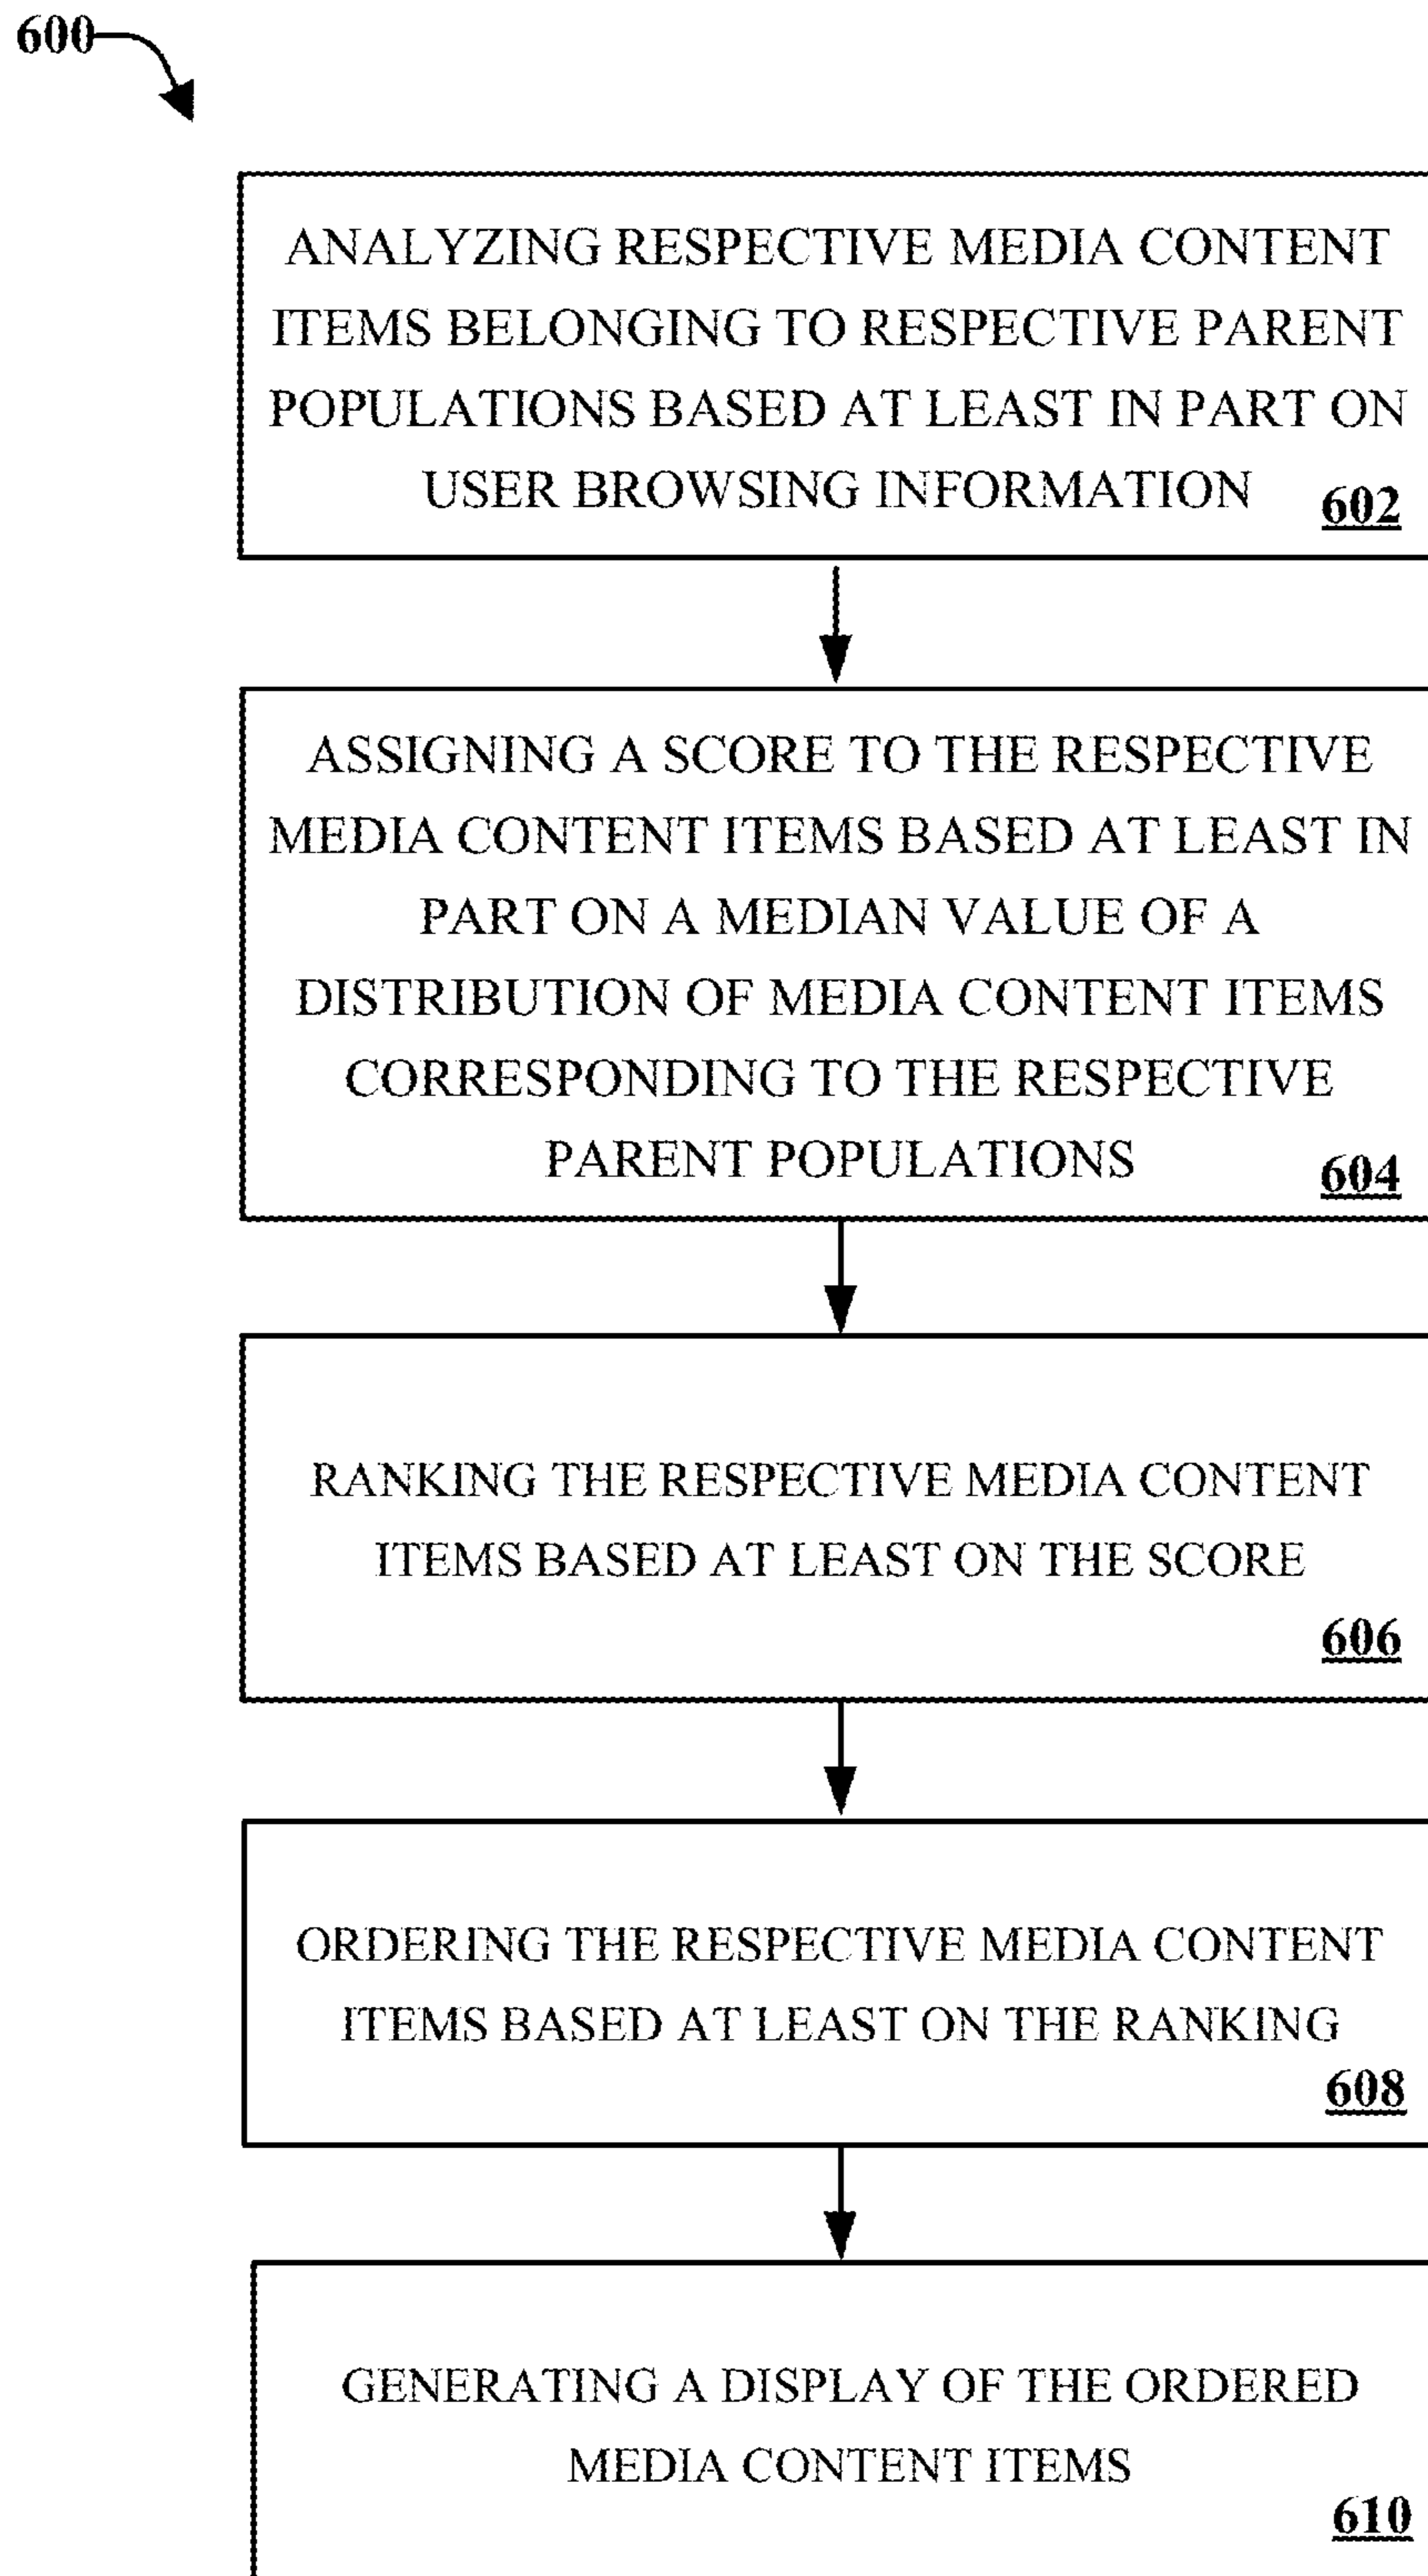 600
ANALYZING RESPECTIVE MEDIA CONTENT
ITEMS BELONGING TO RESPECTIVE PARENT
POPULATIONS BASED AT LEAST IN PART ON
USER BROWSING INFORMATION
602
ASSIGNING A SCORE TO THE RESPECTIVE
MEDIA CONTENT ITEMS BASED AT LEAST IN
PART ON A MEDIAN VALUE OF A
DISTRIBUTION OF MEDIA CONTENT ITEMS
CORRESPONDING TO THE RESPECTIVE
PARENT POPULATIONS
604
RANKING THE RESPECTIVE MEDIA CONTENT
ITEMS BASED AT LEAST ON THE SCORE
606
ORDERING THE RESPECTIVE MEDIA CONTENT
ITEMS BASED AT LEAST ON THE RANKING
608
GENERATING A DISPLAY OF THE ORDERED
MEDIA CONTENT ITEMS
610